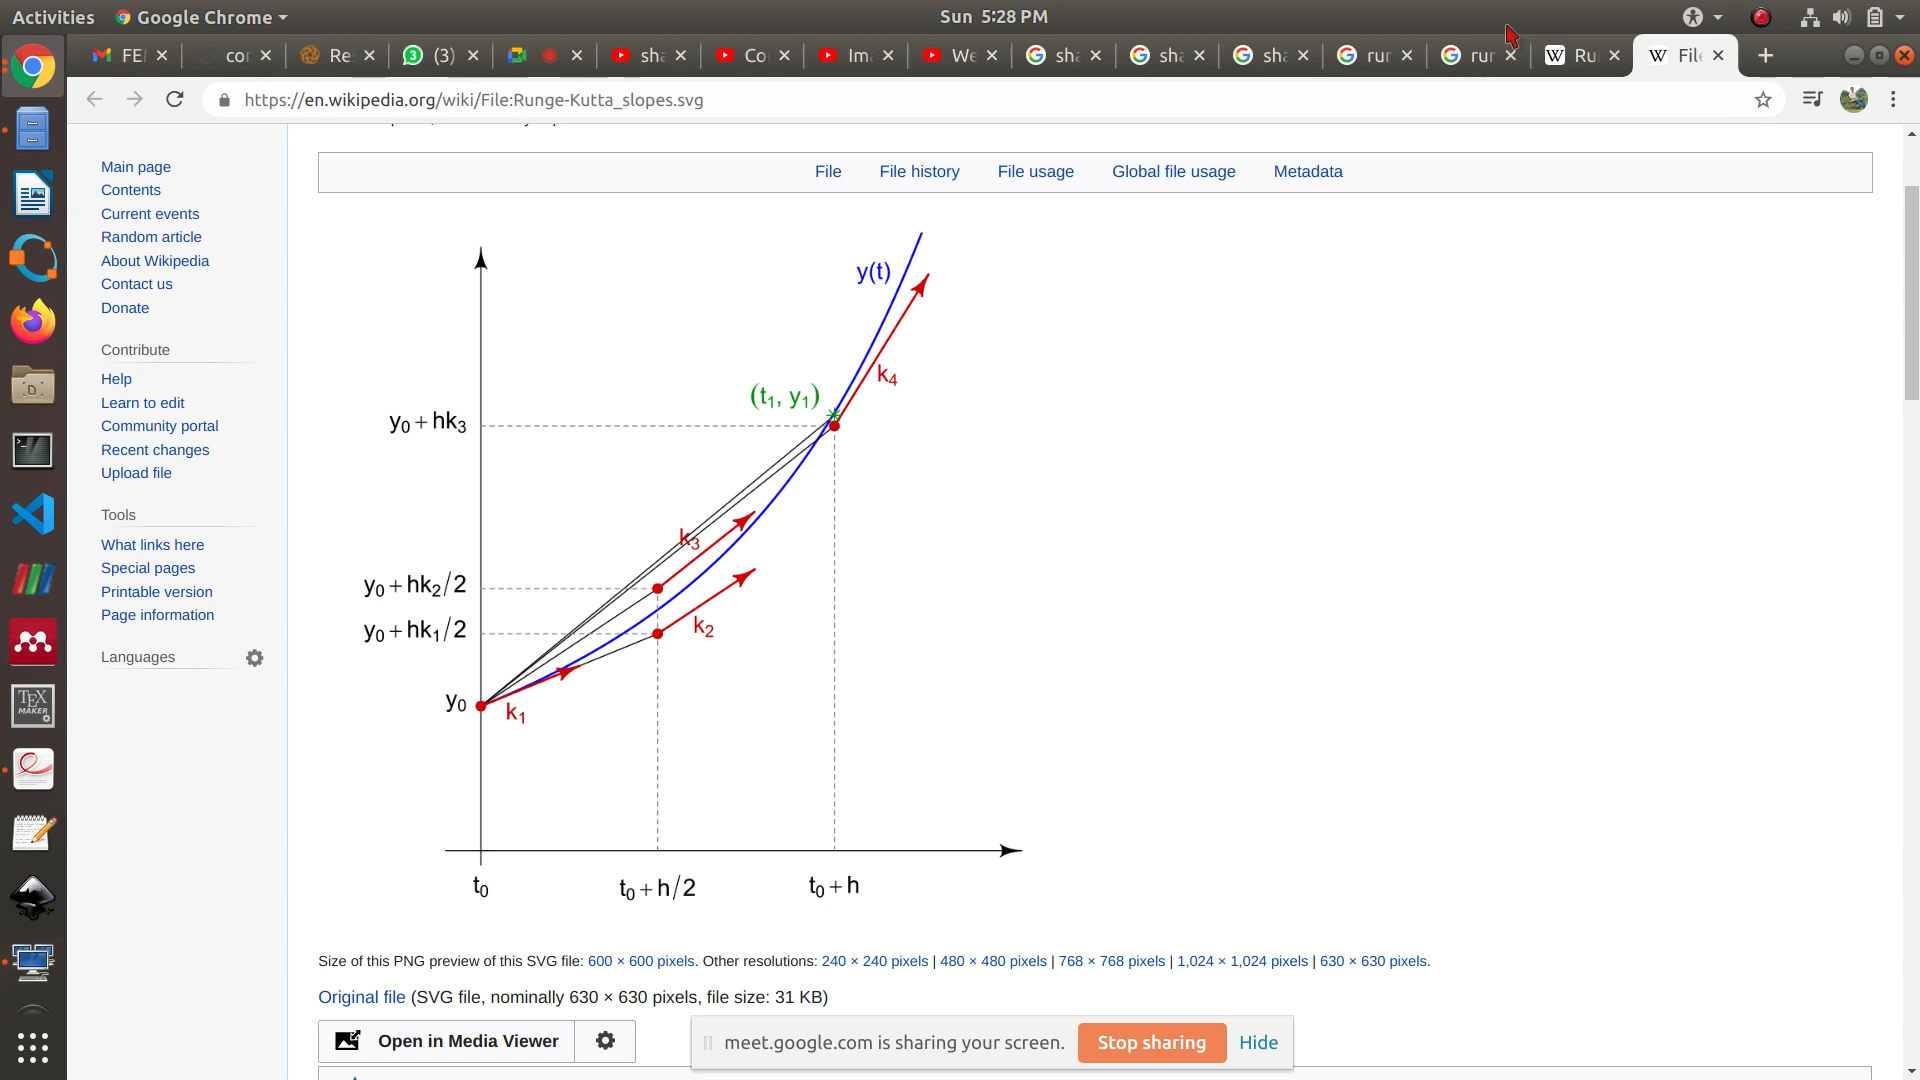 Activities Google Chrome Sun 5:28 PM
FE (3) Re sha Co Im We sha sha sha rur rur Ru File
https://en.wikipedia.org/wiki/File:Runge-Kutta_slopes.svg
File File history File usage Global file usage Metadata
Main page
Contents
Current events
Random article
About Wikipedia
Contact us
Donate
Contribute
Help
Learn to edit
Community portal
Recent changes
Upload file
Tools
What links here
Special pages
Printable version
Page information
Languages
y(t)
k4
(t1, y1)
y0 + hk3
k3
y0 + hk2/2
y0 + hk1/2
k2
y0
k1
t0
t0 + h/2
t0 + h
Size of this PNG preview of this SVG file: 600 × 600 pixels. Other resolutions: 240 × 240 pixels | 480 × 480 pixels | 768 × 768 pixels | 1,024 × 1,024 pixels | 630 × 630 pixels.
Original file (SVG file, nominally 630 × 630 pixels, file size: 31 KB)
Open in Media Viewer
meet.google.com is sharing your screen. Stop sharing Hide
TEX
MAKER